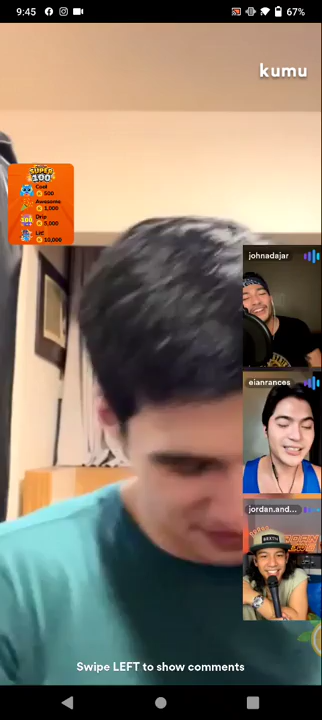 9:45
67%
kumu
SUPER
100
Cool
500
Awesome
1,000
100
Drip
5,000
Lit!
10,000
johnadajar
eianrances
jordan.and...
Swipe LEFT to show comments